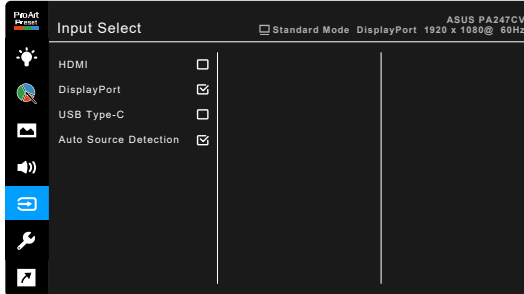 ProArt
Preset
Input Select
ASUS PA247CV
Standard Mode DisplayPort 1920 x 1080@ 60Hz
HDMI
DisplayPort
USB Type-C
Auto Source Detection